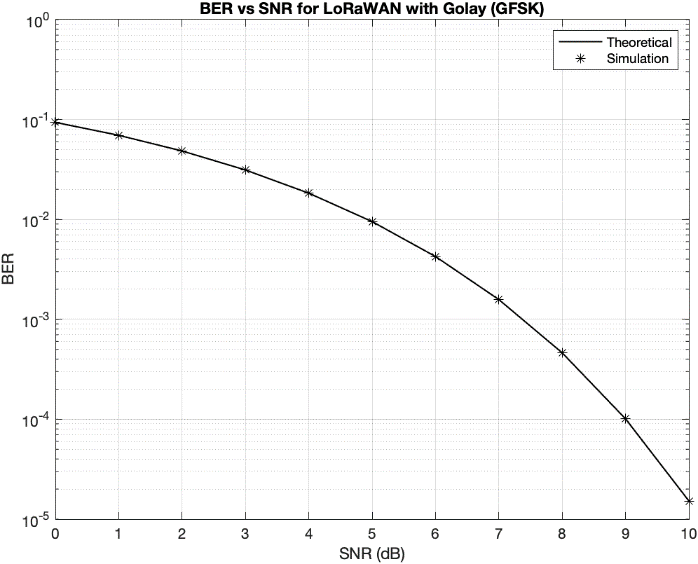 BER vs SNR for LoRaWAN with Golay (GFSK)
Theoretical
Simulation
10^0
10^-1
10^-2
10^-3
10^-4
10^-5
BER
0 1 2 3 4 5 6 7 8 9 10
SNR (dB)